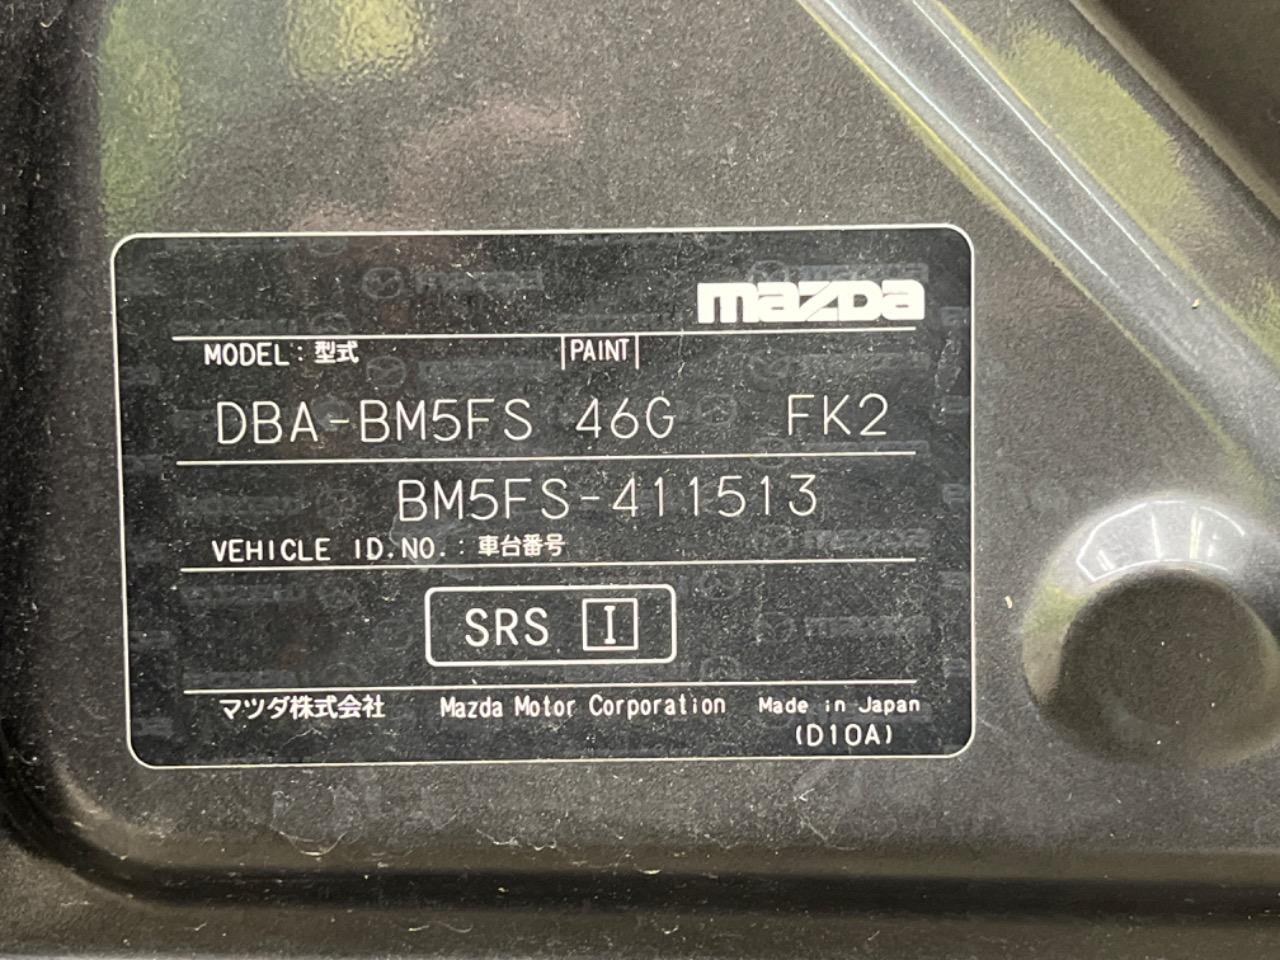 mazda
MODEL: 型式 PAINT
DBA-BM5FS 46G FK2
BM5FS-411513
VEHICLE ID.NO.: 車台番号
SRS I
マツダ株式会社 Mazda Motor Corporation Made in Japan
(D10A)